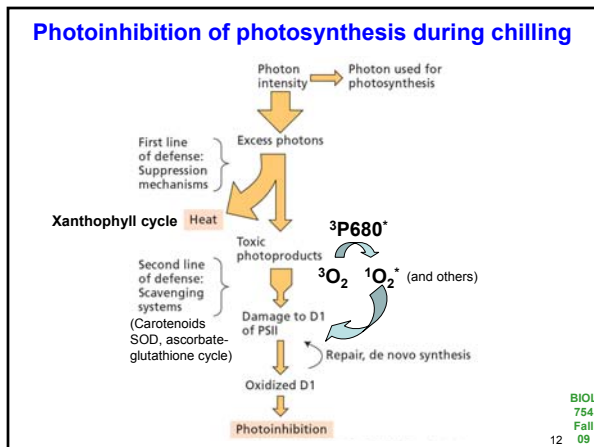 Photoinhibition of photosynthesis during chilling
Photon
intensity
Photon used for
photosynthesis
Excess photons
First line
of defense:
Suppression
mechanisms
Xanthophyll cycle
Heat
Toxic
photoproducts
³P680*
³O₂
¹O₂* (and others)
Second line
of defense:
Scavenging
systems
(Carotenoids
SOD, ascorbate-
glutathione cycle)
Damage to D1
of PSII
Repair, de novo synthesis
Oxidized D1
Photoinhibition
BIOL
754
Fall
12 09